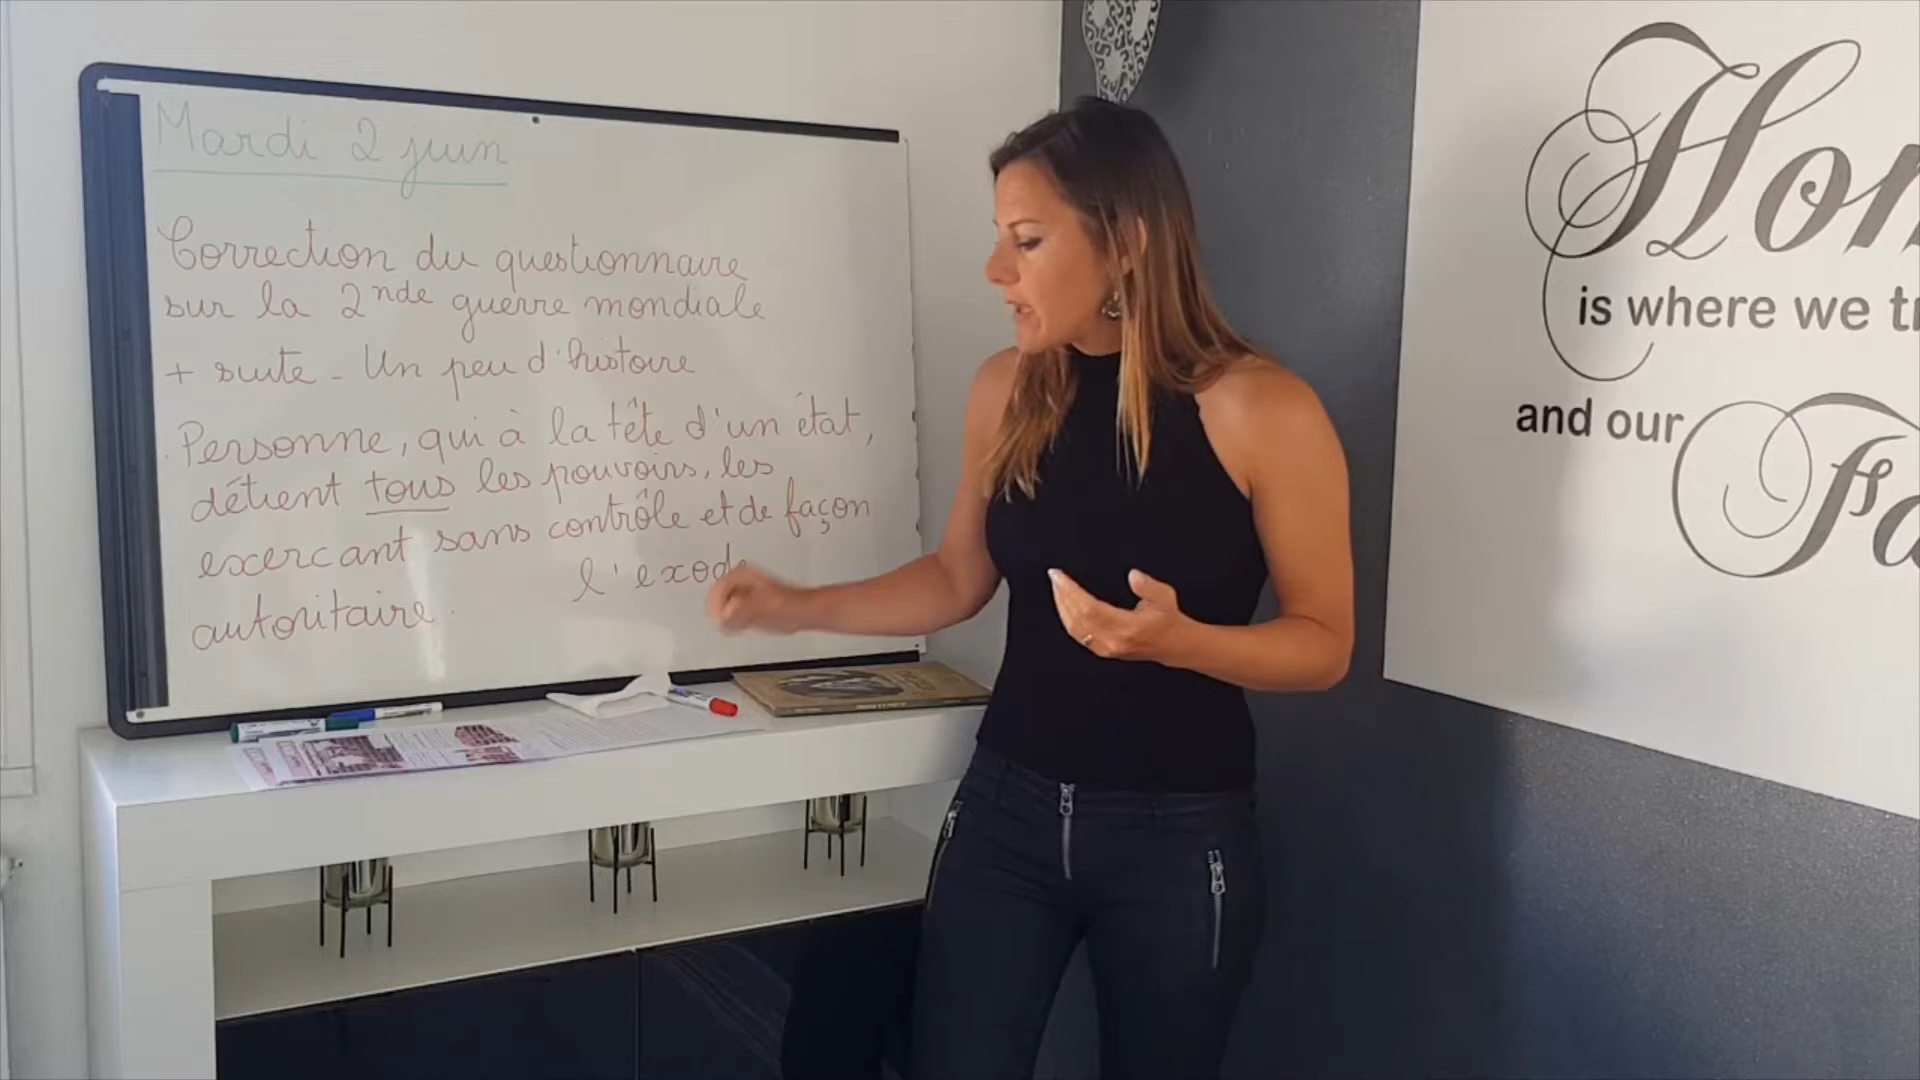 Mardi 2 juin
Correction du questionnaire
sur la 2nde guerre mondiale
+ suite - Un peu d'histoire
Personne, qui à la tête d'un état,
détient tous les pouvoirs, les
exercant sans contrôle et de façon
autoritaire.
l'exode
is where we
and our